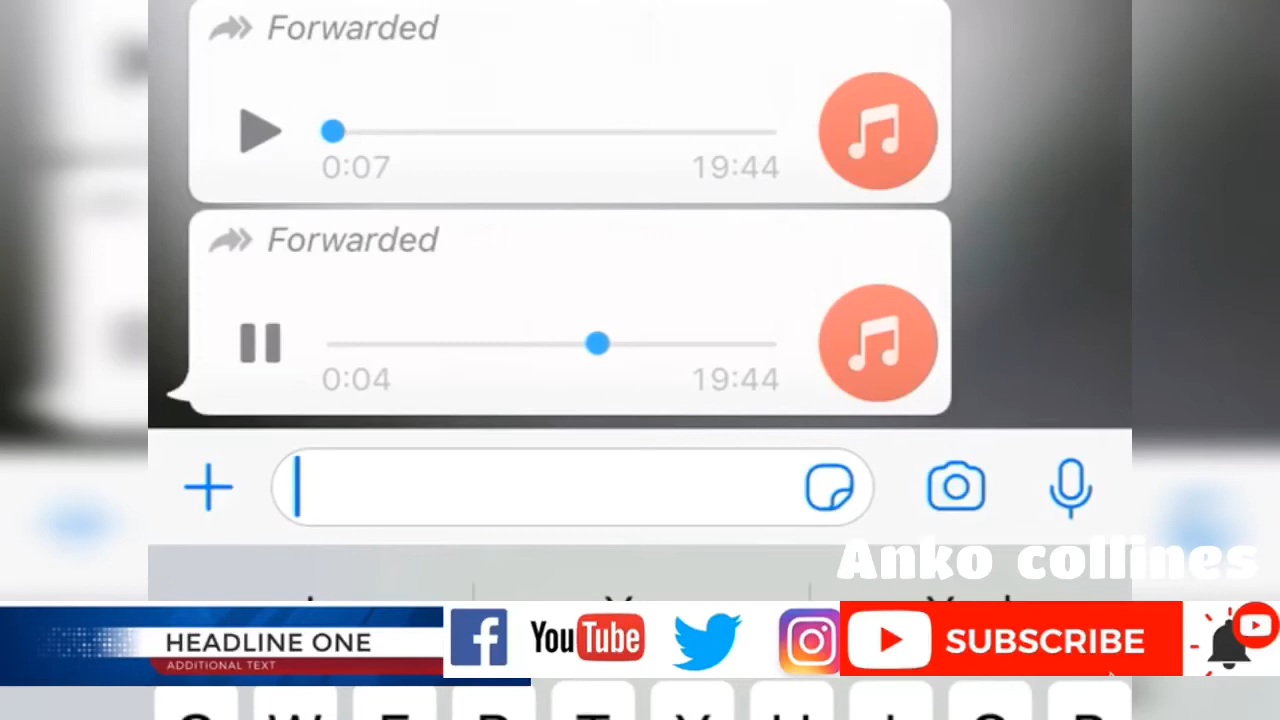 Forwarded
0:07 19:44
Forwarded
0:04 19:44
Anko collines
HEADLINE ONE
ADDITIONAL TEXT
YouTube
SUBSCRIBE